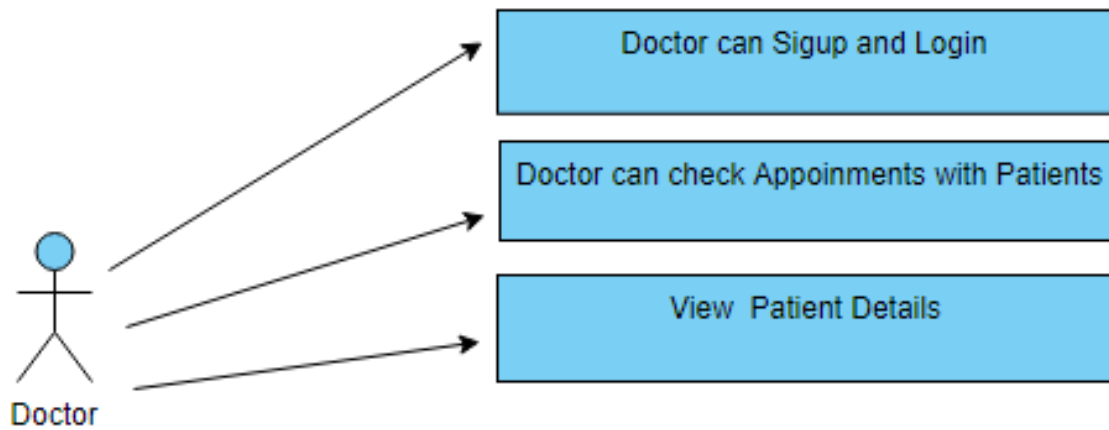 Doctor can Sigup and Login
Doctor can check Appoinments with Patients
View Patient Details
Doctor